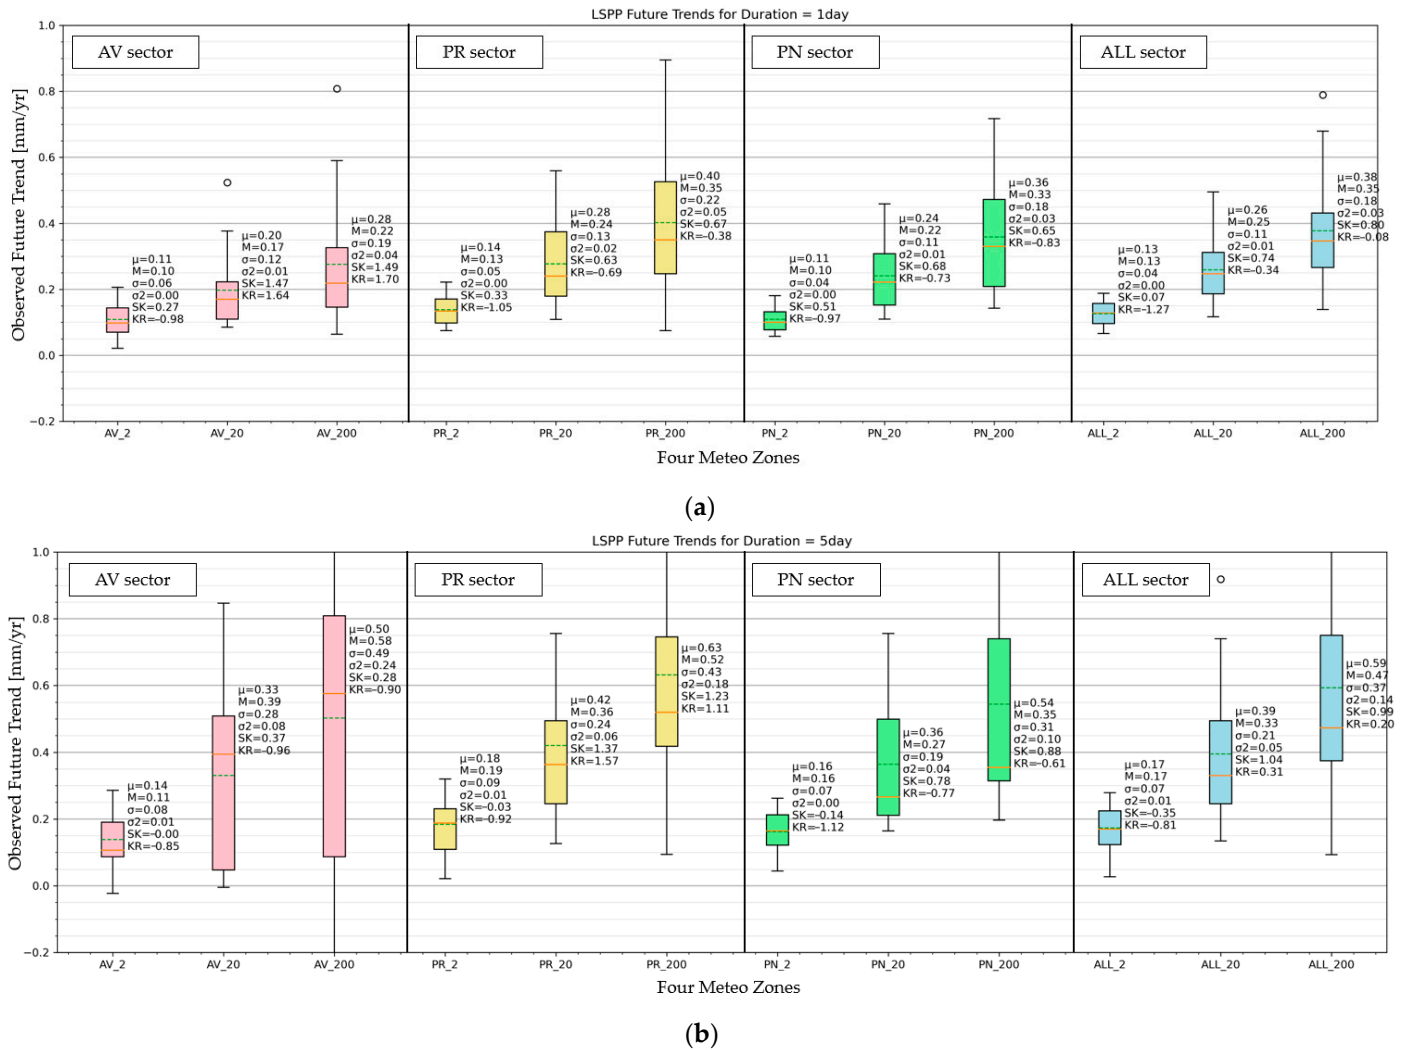 LSPP Future Trends for Duration = 1day
AV sector
PR sector
PN sector
ALL sector
Observed Future Trend [mm/yr]
1.0
0.8
0.6
0.4
0.2
0.0
−0.2
μ=0.11
M=0.10
σ=0.06
σ2=0.00
SK=0.27
KR=−0.98
μ=0.20
M=0.17
σ=0.12
σ2=0.01
SK=1.47
KR=1.64
μ=0.28
M=0.22
σ=0.19
σ2=0.04
SK=1.49
KR=1.70
μ=0.14
M=0.13
σ=0.05
σ2=0.00
SK=0.33
KR=−1.05
μ=0.28
M=0.24
σ=0.13
σ2=0.02
SK=0.63
KR=−0.69
μ=0.40
M=0.35
σ=0.22
σ2=0.05
SK=0.67
KR=−0.38
μ=0.11
M=0.10
σ=0.04
σ2=0.00
SK=0.51
KR=−0.97
μ=0.24
M=0.22
σ=0.11
σ2=0.01
SK=0.68
KR=−0.73
μ=0.36
M=0.33
σ=0.18
σ2=0.03
SK=0.65
KR=−0.83
μ=0.13
M=0.13
σ=0.04
σ2=0.00
SK=0.07
KR=−1.27
μ=0.26
M=0.25
σ=0.11
σ2=0.01
SK=0.74
KR=−0.34
μ=0.38
M=0.35
σ=0.18
σ2=0.03
SK=0.80
KR=−0.08
AV_2 AV_20 AV_200 PR_2 PR_20 PR_200 PN_2 PN_20 PN_200 ALL_2 ALL_20 ALL_200
Four Meteo Zones
(a)
LSPP Future Trends for Duration = 5day
AV sector
PR sector
PN sector
ALL sector
Observed Future Trend [mm/yr]
1.0
0.8
0.6
0.4
0.2
0.0
−0.2
μ=0.14
M=0.11
σ=0.08
σ2=0.01
SK=−0.00
KR=−0.85
μ=0.33
M=0.39
σ=0.28
σ2=0.08
SK=0.37
KR=−0.96
μ=0.50
M=0.58
σ=0.49
σ2=0.24
SK=0.28
KR=−0.90
μ=0.18
M=0.19
σ=0.09
σ2=0.01
SK=−0.03
KR=−0.92
μ=0.42
M=0.36
σ=0.24
σ2=0.06
SK=1.37
KR=1.57
μ=0.63
M=0.52
σ=0.43
σ2=0.18
SK=1.23
KR=1.11
μ=0.16
M=0.16
σ=0.07
σ2=0.00
SK=−0.14
KR=−1.12
μ=0.36
M=0.27
σ=0.19
σ2=0.04
SK=0.78
KR=−0.77
μ=0.54
M=0.35
σ=0.31
σ2=0.10
SK=0.88
KR=−0.61
μ=0.17
M=0.17
σ=0.07
σ2=0.01
SK=−0.35
KR=−0.81
μ=0.39
M=0.33
σ=0.21
σ2=0.05
SK=1.04
KR=0.31
μ=0.59
M=0.47
σ=0.37
σ2=0.14
SK=0.99
KR=0.20
AV_2 AV_20 AV_200 PR_2 PR_20 PR_200 PN_2 PN_20 PN_200 ALL_2 ALL_20 ALL_200
Four Meteo Zones
(b)